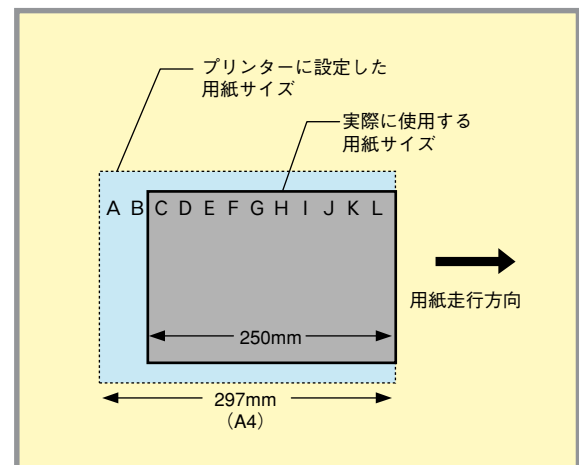 プリンターに設定した
用紙サイズ
実際に使用する
用紙サイズ
A B C D E F G H I J K L
用紙走行方向
250mm
297mm
（A4）